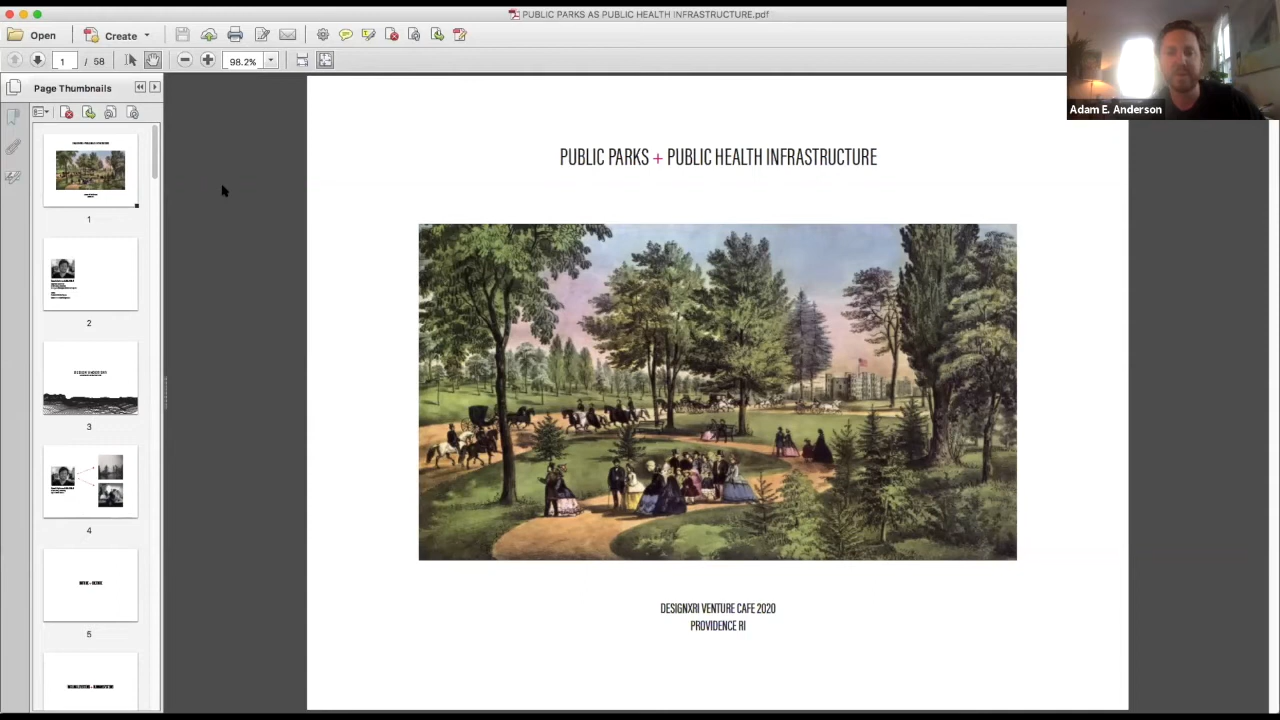 PUBLIC PARKS AS PUBLIC HEALTH INFRASTRUCTURE.pdf
Open
Create
1 / 58
98.2%
Adam E. Anderson
Page Thumbnails
1
2
3
4
5
PUBLIC PARKS + PUBLIC HEALTH INFRASTRUCTURE
DESIGNXRI VENTURE CAFE 2020
PROVIDENCE RI